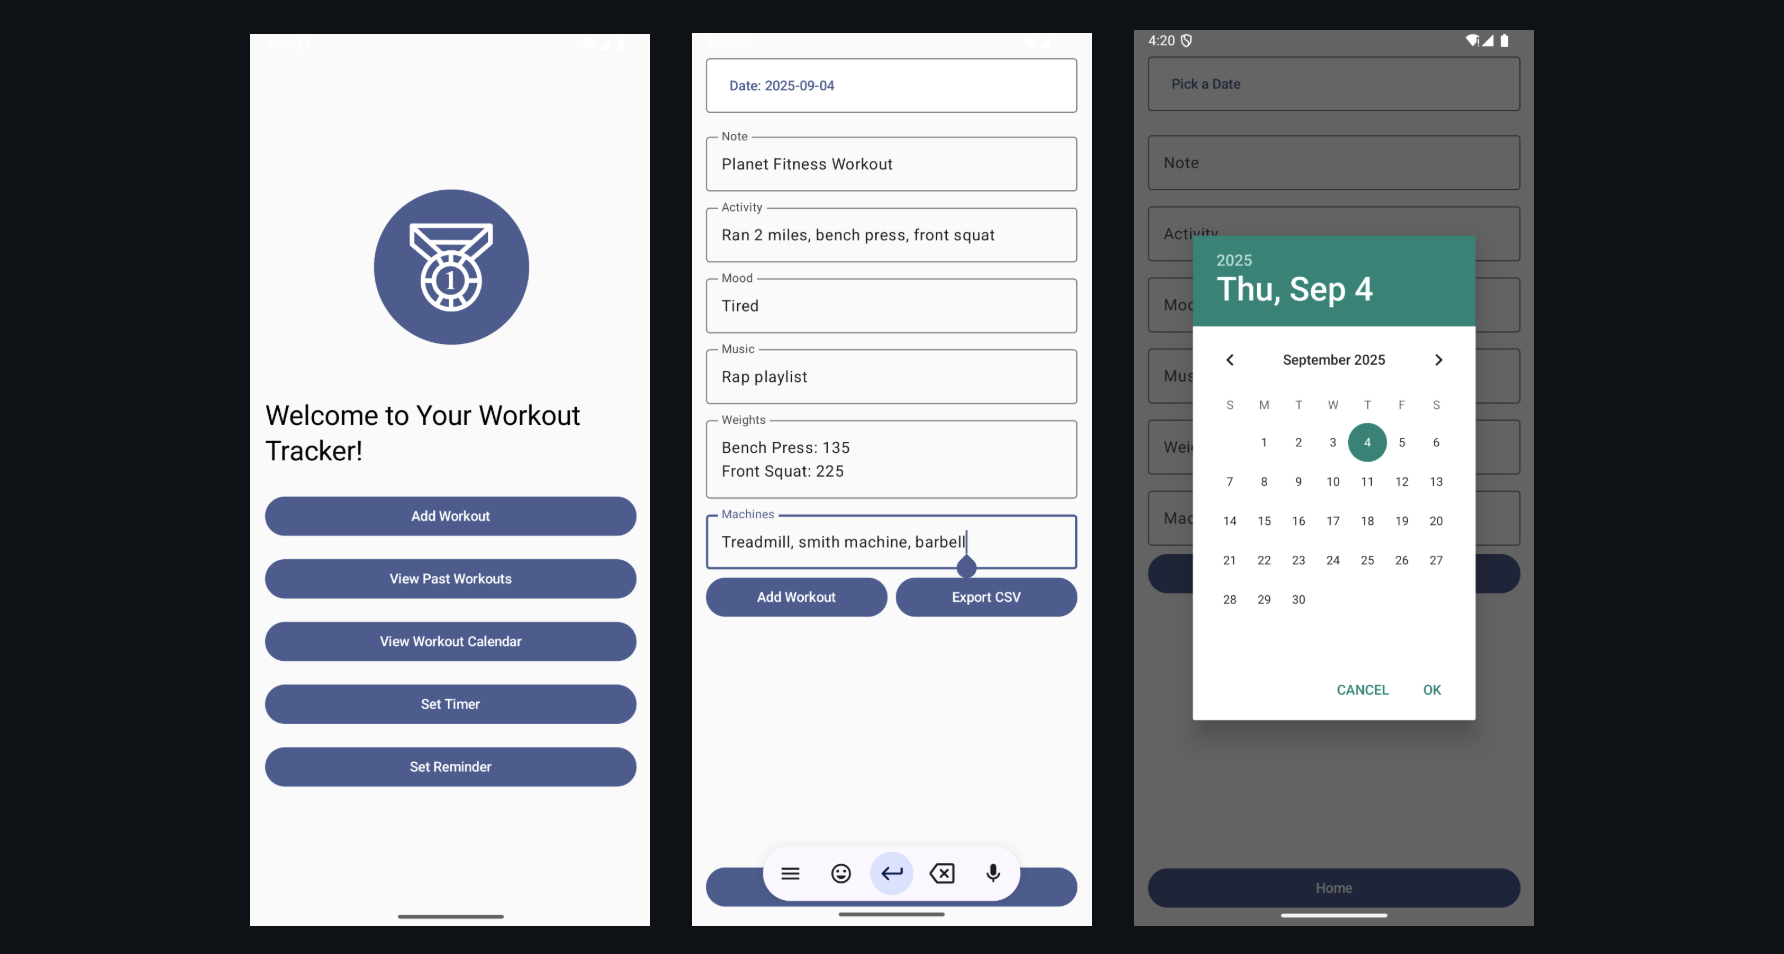 1
Welcome to Your Workout
Tracker!
Add Workout
View Past Workouts
View Workout Calendar
Set Timer
Set Reminder
Date: 2025-09-04
Note
Planet Fitness Workout
Activity
Ran 2 miles, bench press, front squat
Mood
Tired
Music
Rap playlist
Weights
Bench Press: 135
Front Squat: 225
Machines
Treadmill, smith machine, barbell
Add Workout
Export CSV
4:20
Pick a Date
Note
Activity
2025
Thu, Sep 4
September 2025
S M T W T F S
1 2 3 4 5 6
7 8 9 10 11 12 13
14 15 16 17 18 19 20
21 22 23 24 25 26 27
28 29 30
CANCEL OK
Home